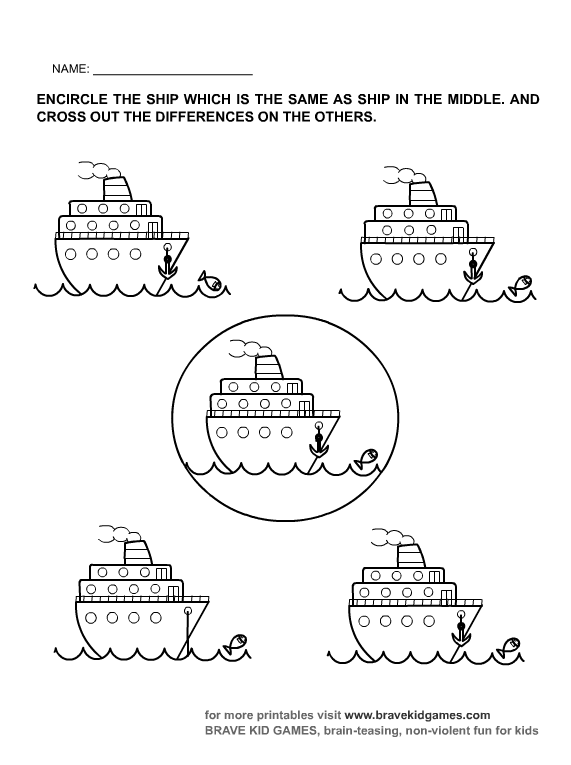 NAME: ________________________
ENCIRCLE THE SHIP WHICH IS THE SAME AS SHIP IN THE MIDDLE. AND
CROSS OUT THE DIFFERENCES ON THE OTHERS.
for more printables visit www.bravekidgames.com
BRAVE KID GAMES, brain-teasing, non-violent fun for kids